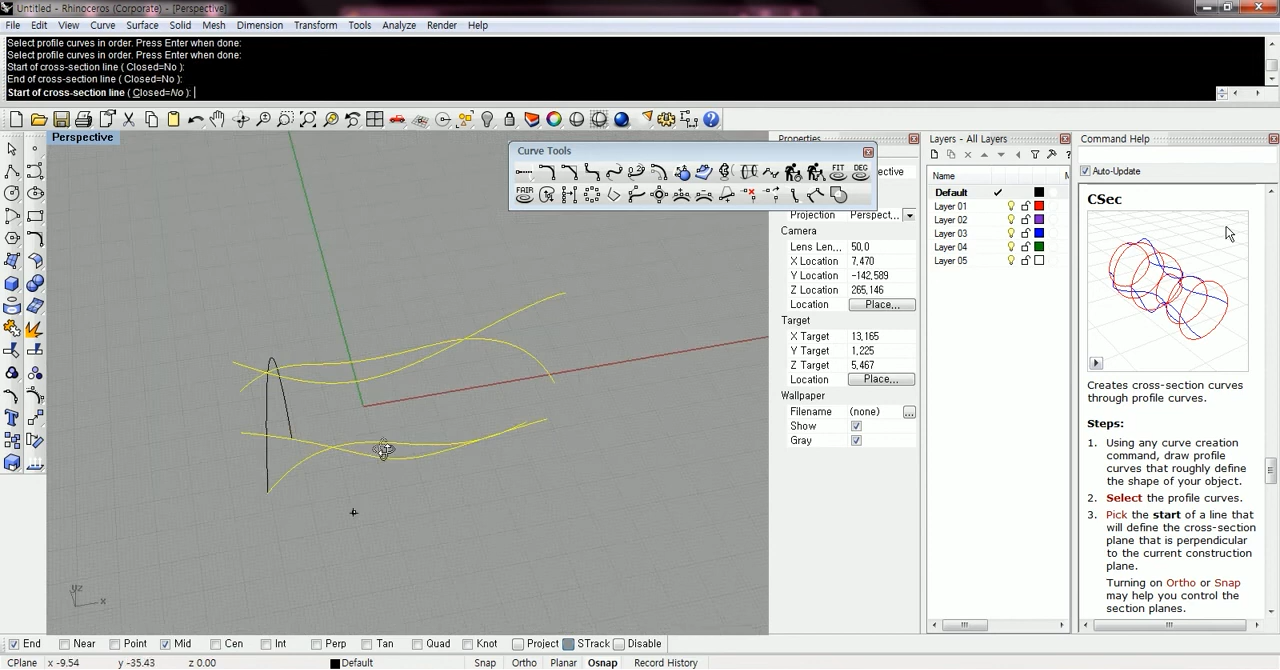 Untitled - Rhinoceros (Corporate) - [Perspective]
File Edit View Curve Surface Solid Mesh Dimension Transform Tools Analyze Render Help
Select profile curves in order. Press Enter when done:
Select profile curves in order. Press Enter when done:
Start of cross-section line ( Closed=No ):
End of cross-section line ( Closed=No ):
Start of cross-section line ( Closed=No ):
Perspective
Curve Tools
FIT DEG
FAIR
Properties
Projection Perspect...
Camera
Lens Len... 50,0
X Location 7,470
Y Location -142,589
Z Location 265,146
Location Place...
Target
X Target 13,165
Y Target 1,225
Z Target 5,467
Location Place...
Wallpaper
Filename (none) ...
Show
Gray
Layers - All Layers
Name M
Default
Layer 01
Layer 02
Layer 03
Layer 04
Layer 05
Command Help
Auto-Update
CSec
Creates cross-section curves
through profile curves.
Steps:
1. Using any curve creation
command, draw profile
curves that roughly define
the shape of your object.
2. Select the profile curves.
3. Pick the start of a line that
will define the cross-section
plane that is perpendicular
to the current construction
plane.
Turning on Ortho or Snap
may help you control the
section planes.
yz
x
End Near Point Mid Cen Int Perp Tan Quad Knot Project STrack Disable
CPlane x -9.54 y -35.43 z 0.00 Default Snap Ortho Planar Osnap Record History